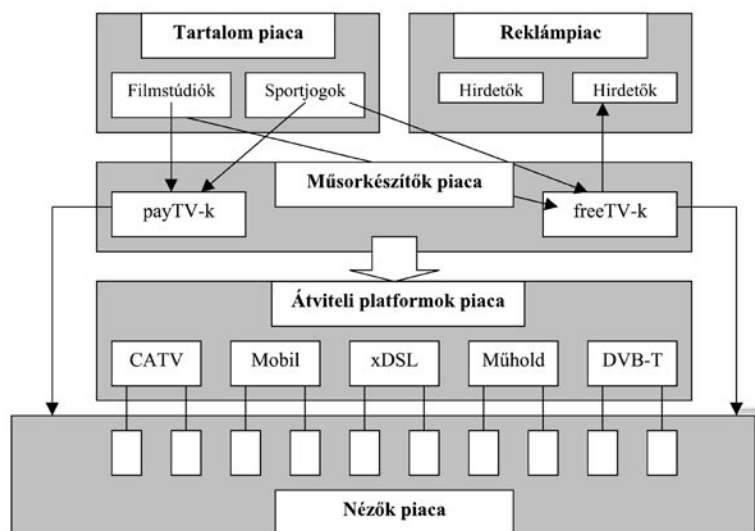 Tartalom piaca
Reklámpiac
Filmstúdiók
Sportjogok
Hirdetők
Hirdetők
Műsorkészítők piaca
payTV-k
freeTV-k
Átviteli platformok piaca
CATV
Mobil
xDSL
Műhold
DVB-T
Nézők piaca